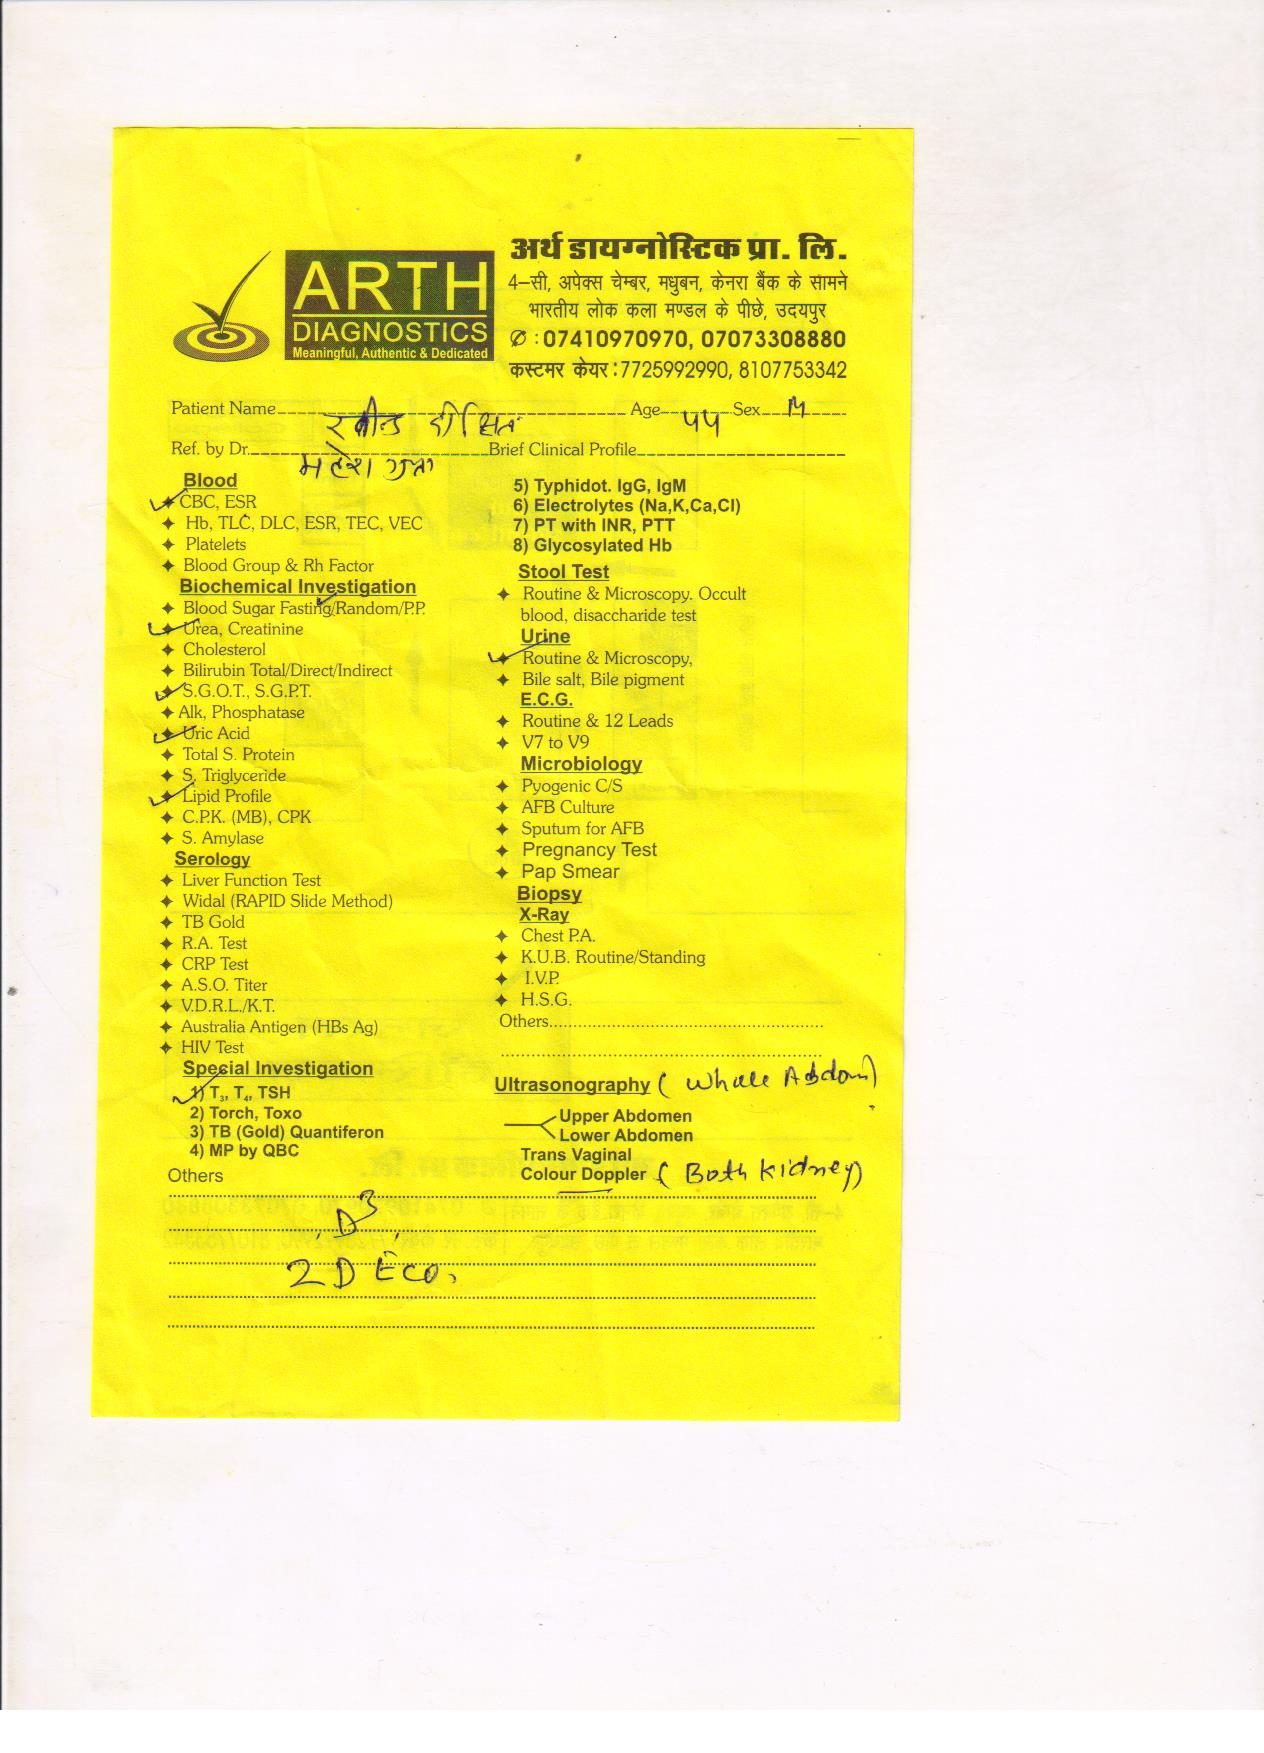 ARTH
DIAGNOSTICS
Meaningful, Authentic & Dedicated
अर्थ डायग्नोस्टिक प्रा. लि.
4–सी, अपेक्स चेम्बर, मधुबन, केनरा बैंक के सामने
भारतीय लोक कला मण्डल के पीछे, उदयपुर
✆ : 07410970970, 07073308880
कस्टमर केयर : 7725992990, 8107753342
Patient Name Age ५५ Sex M
Ref. by Dr. महेश गुप्ता Brief Clinical Profile
Blood
CBC, ESR
Hb, TLC, DLC, ESR, TEC, VEC
Platelets
Blood Group & Rh Factor
Biochemical Investigation
Blood Sugar Fasting/Random/P.P.
Urea, Creatinine
Cholesterol
Bilirubin Total/Direct/Indirect
S.G.O.T., S.G.P.T.
Alk, Phosphatase
Uric Acid
Total S. Protein
S. Triglyceride
Lipid Profile
C.P.K. (MB), CPK
S. Amylase
Serology
Liver Function Test
Widal (RAPID Slide Method)
TB Gold
R.A. Test
CRP Test
A.S.O. Titer
V.D.R.L./K.T.
Australia Antigen (HBs Ag)
HIV Test
Special Investigation
1) T3, T4, TSH
2) Torch, Toxo
3) TB (Gold) Quantiferon
4) MP by QBC
5) Typhidot. IgG, IgM
6) Electrolytes (Na,K,Ca,Cl)
7) PT with INR, PTT
8) Glycosylated Hb
Stool Test
Routine & Microscopy. Occult
blood, disaccharide test
Urine
Routine & Microscopy,
Bile salt, Bile pigment
E.C.G.
Routine & 12 Leads
V7 to V9
Microbiology
Pyogenic C/S
AFB Culture
Sputum for AFB
Pregnancy Test
Pap Smear
Biopsy
X-Ray
Chest P.A.
K.U.B. Routine/Standing
I.V.P.
H.S.G.
Others
Ultrasonography ( Whole Abdom)
Upper Abdomen
Lower Abdomen
Trans Vaginal
Colour Doppler ( Both Kidney)
Others
D3
2D Eco.